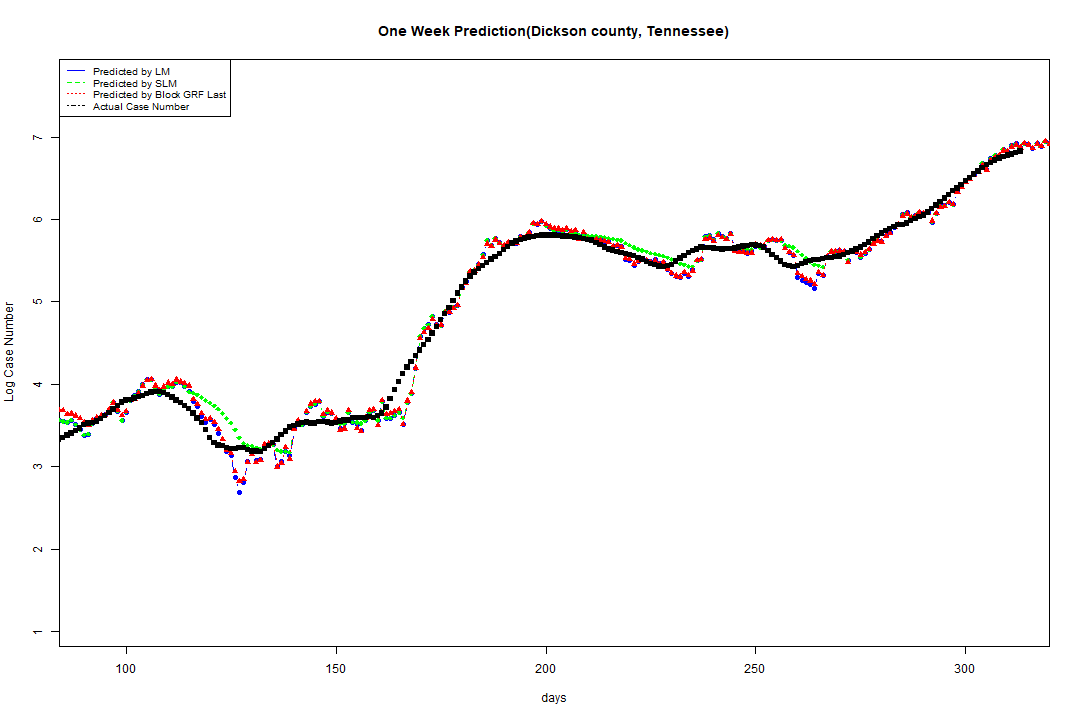 One Week Prediction(Dickson county, Tennessee)
Predicted by LM
Predicted by SLM
Predicted by Block GRF Last
Actual Case Number
7
6
5
4
3
2
1
Log Case Number
100 150 200 250 300
days